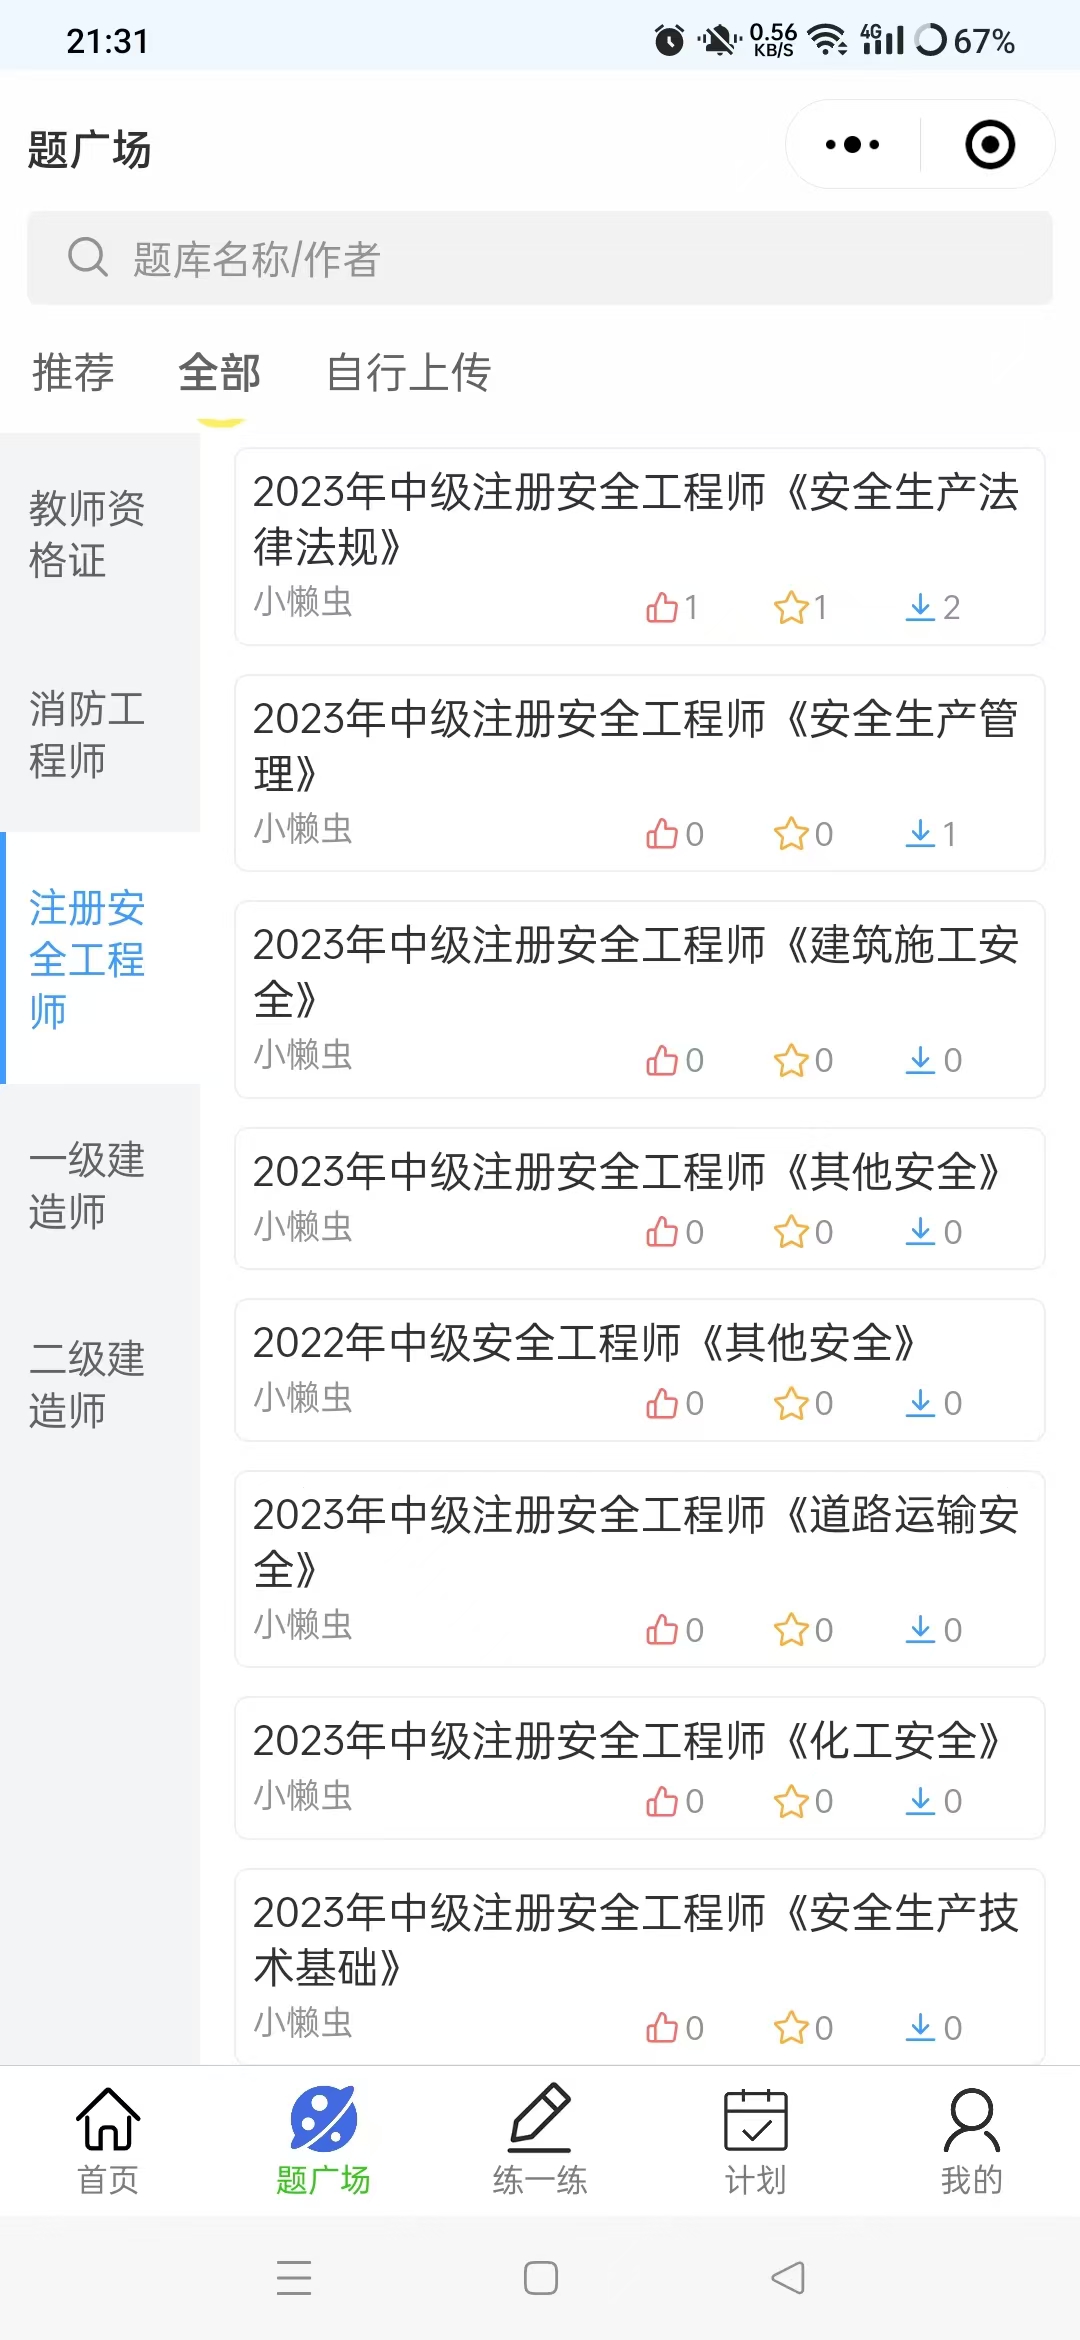 21:31
0.56 KB/S 4G 67%
题广场
题库名称/作者
推荐 全部 自行上传
教师资
格证
消防工
程师
注册安
全工程
师
一级建
造师
二级建
造师
2023年中级注册安全工程师《安全生产法
律法规》
小懒虫 1 1 2
2023年中级注册安全工程师《安全生产管
理》
小懒虫 0 0 1
2023年中级注册安全工程师《建筑施工安
全》
小懒虫 0 0 0
2023年中级注册安全工程师《其他安全》
小懒虫 0 0 0
2022年中级安全工程师《其他安全》
小懒虫 0 0 0
2023年中级注册安全工程师《道路运输安
全》
小懒虫 0 0 0
2023年中级注册安全工程师《化工安全》
小懒虫 0 0 0
2023年中级注册安全工程师《安全生产技
术基础》
小懒虫 0 0 0
首页 题广场 练一练 计划 我的